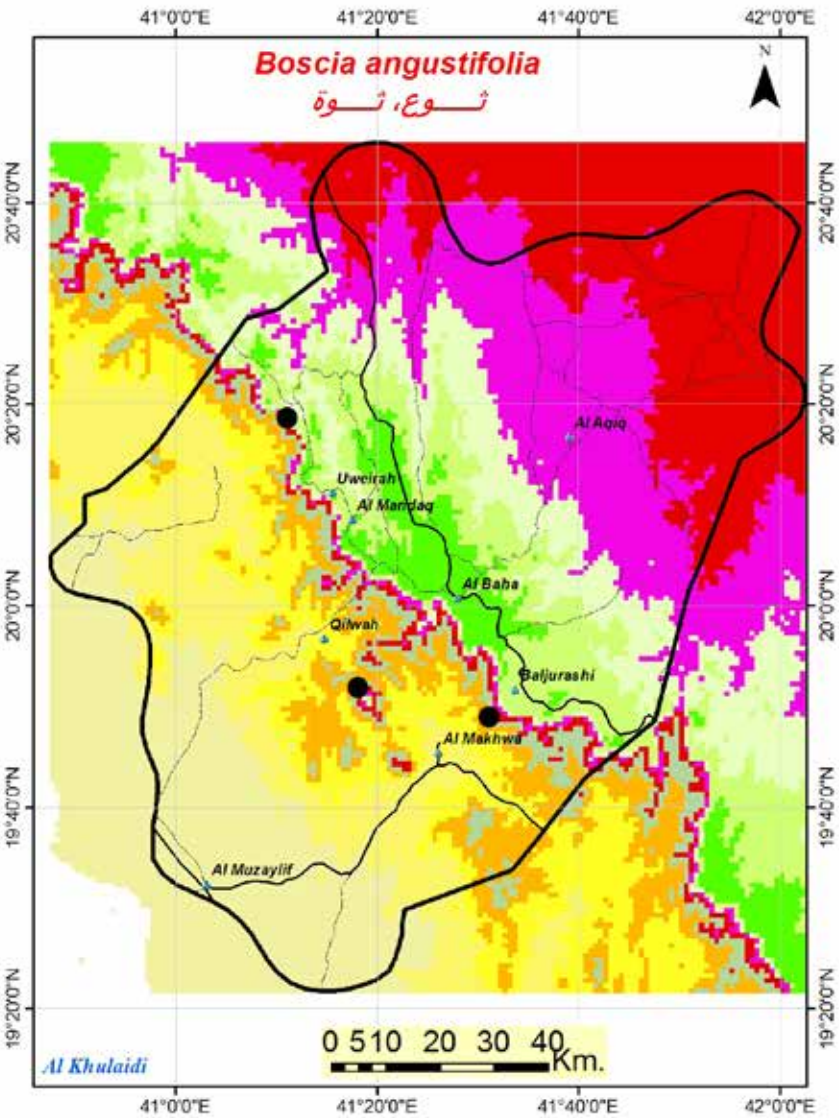 41°0'0"E 41°20'0"E 41°40'0"E 42°0'0"E
Boscia angustifolia
ثــــوع، ثــــوة
N
20°40'0"N 20°40'0"N
20°20'0"N 20°20'0"N
Al Aqiq
Uweirah
Al Mandaq
20°0'0"N 20°0'0"N
Al Baha
Qilwah
Baljurashi
Al Makhwa
19°40'0"N 19°40'0"N
Al Muzaylif
19°20'0"N 19°20'0"N
0 5 10 20 30 40 Km.
Al Khulaidi
41°0'0"E 41°20'0"E 41°40'0"E 42°0'0"E